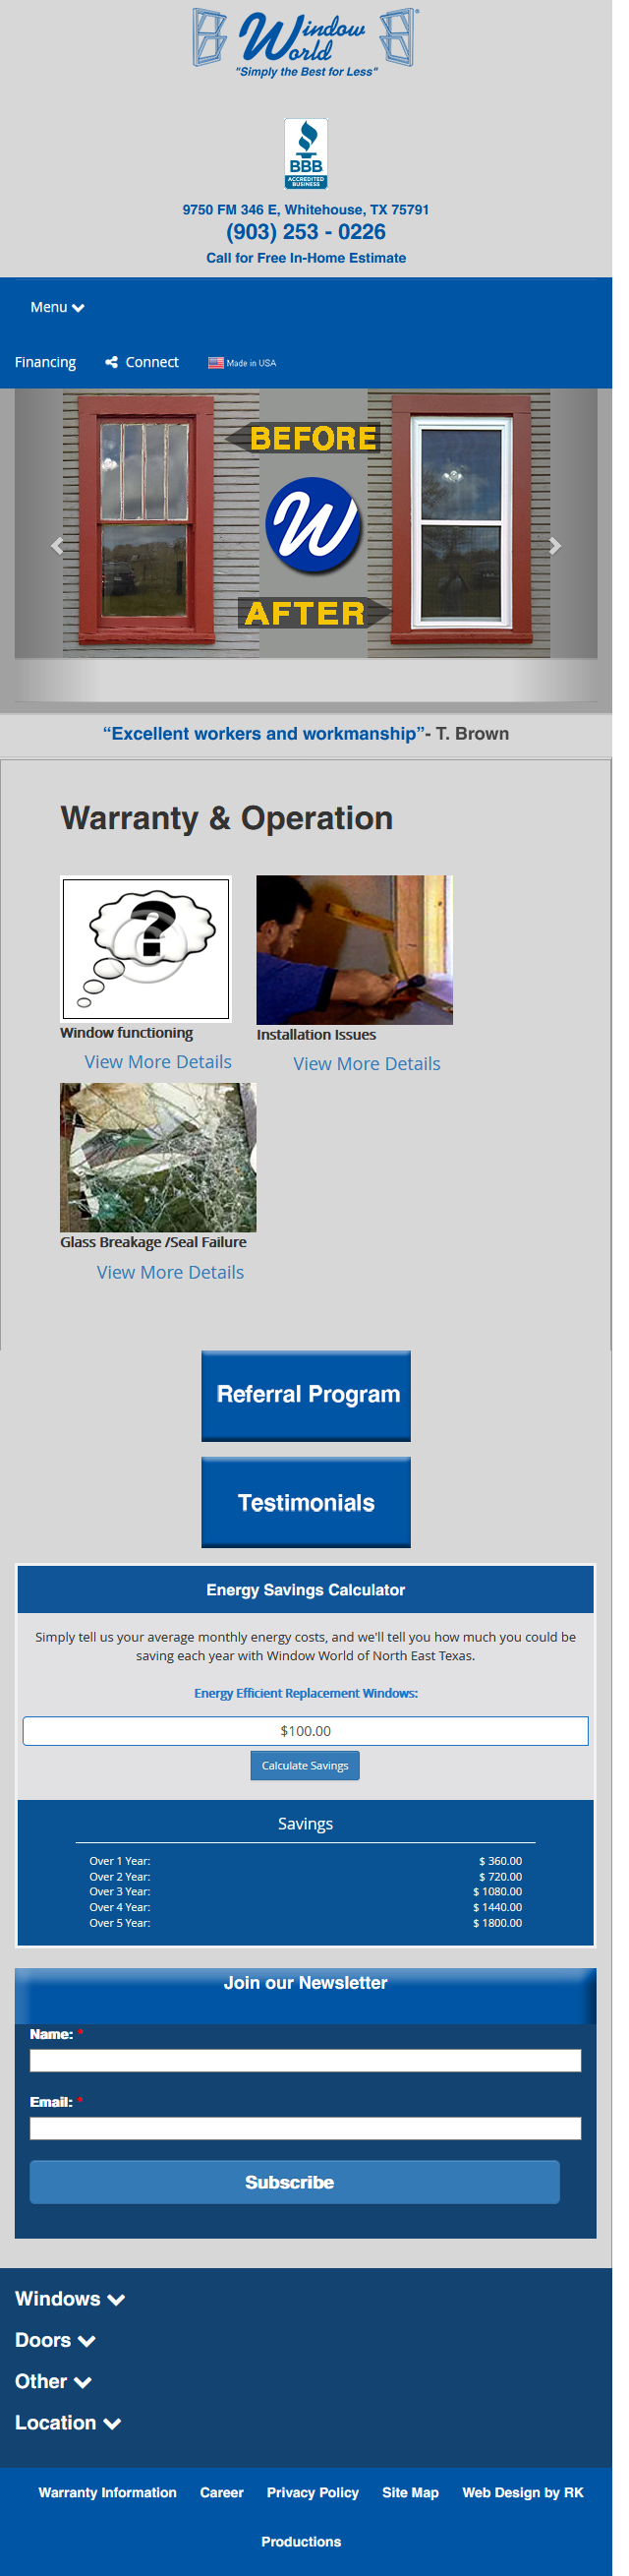 Window World
"Simply the Best for Less"
BBB
ACCREDITED
BUSINESS
9750 FM 346 E, Whitehouse, TX 75791
(903) 253 - 0226
Call for Free In-Home Estimate
Menu
Financing Connect Made in USA
BEFORE
W
AFTER
“Excellent workers and workmanship”- T. Brown
Warranty & Operation
?
Window functioning
View More Details
Installation Issues
View More Details
Glass Breakage /Seal Failure
View More Details
Referral Program
Testimonials
Energy Savings Calculator
Simply tell us your average monthly energy costs, and we'll tell you how much you could be
saving each year with Window World of North East Texas.
Energy Efficient Replacement Windows:
$100.00
Calculate Savings
Savings
Over 1 Year: $ 360.00
Over 2 Year: $ 720.00
Over 3 Year: $ 1080.00
Over 4 Year: $ 1440.00
Over 5 Year: $ 1800.00
Join our Newsletter
Name: *
Email: *
Subscribe
Windows
Doors
Other
Location
Warranty Information Career Privacy Policy Site Map Web Design by RK
Productions